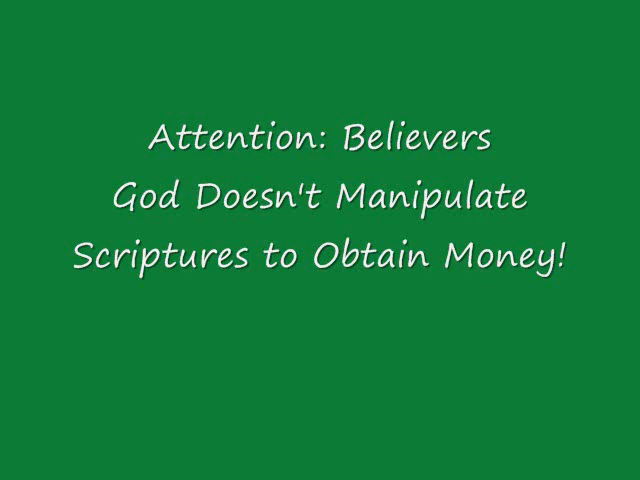 Attention: Believers
God Doesn't Manipulate
Scriptures to Obtain Money!